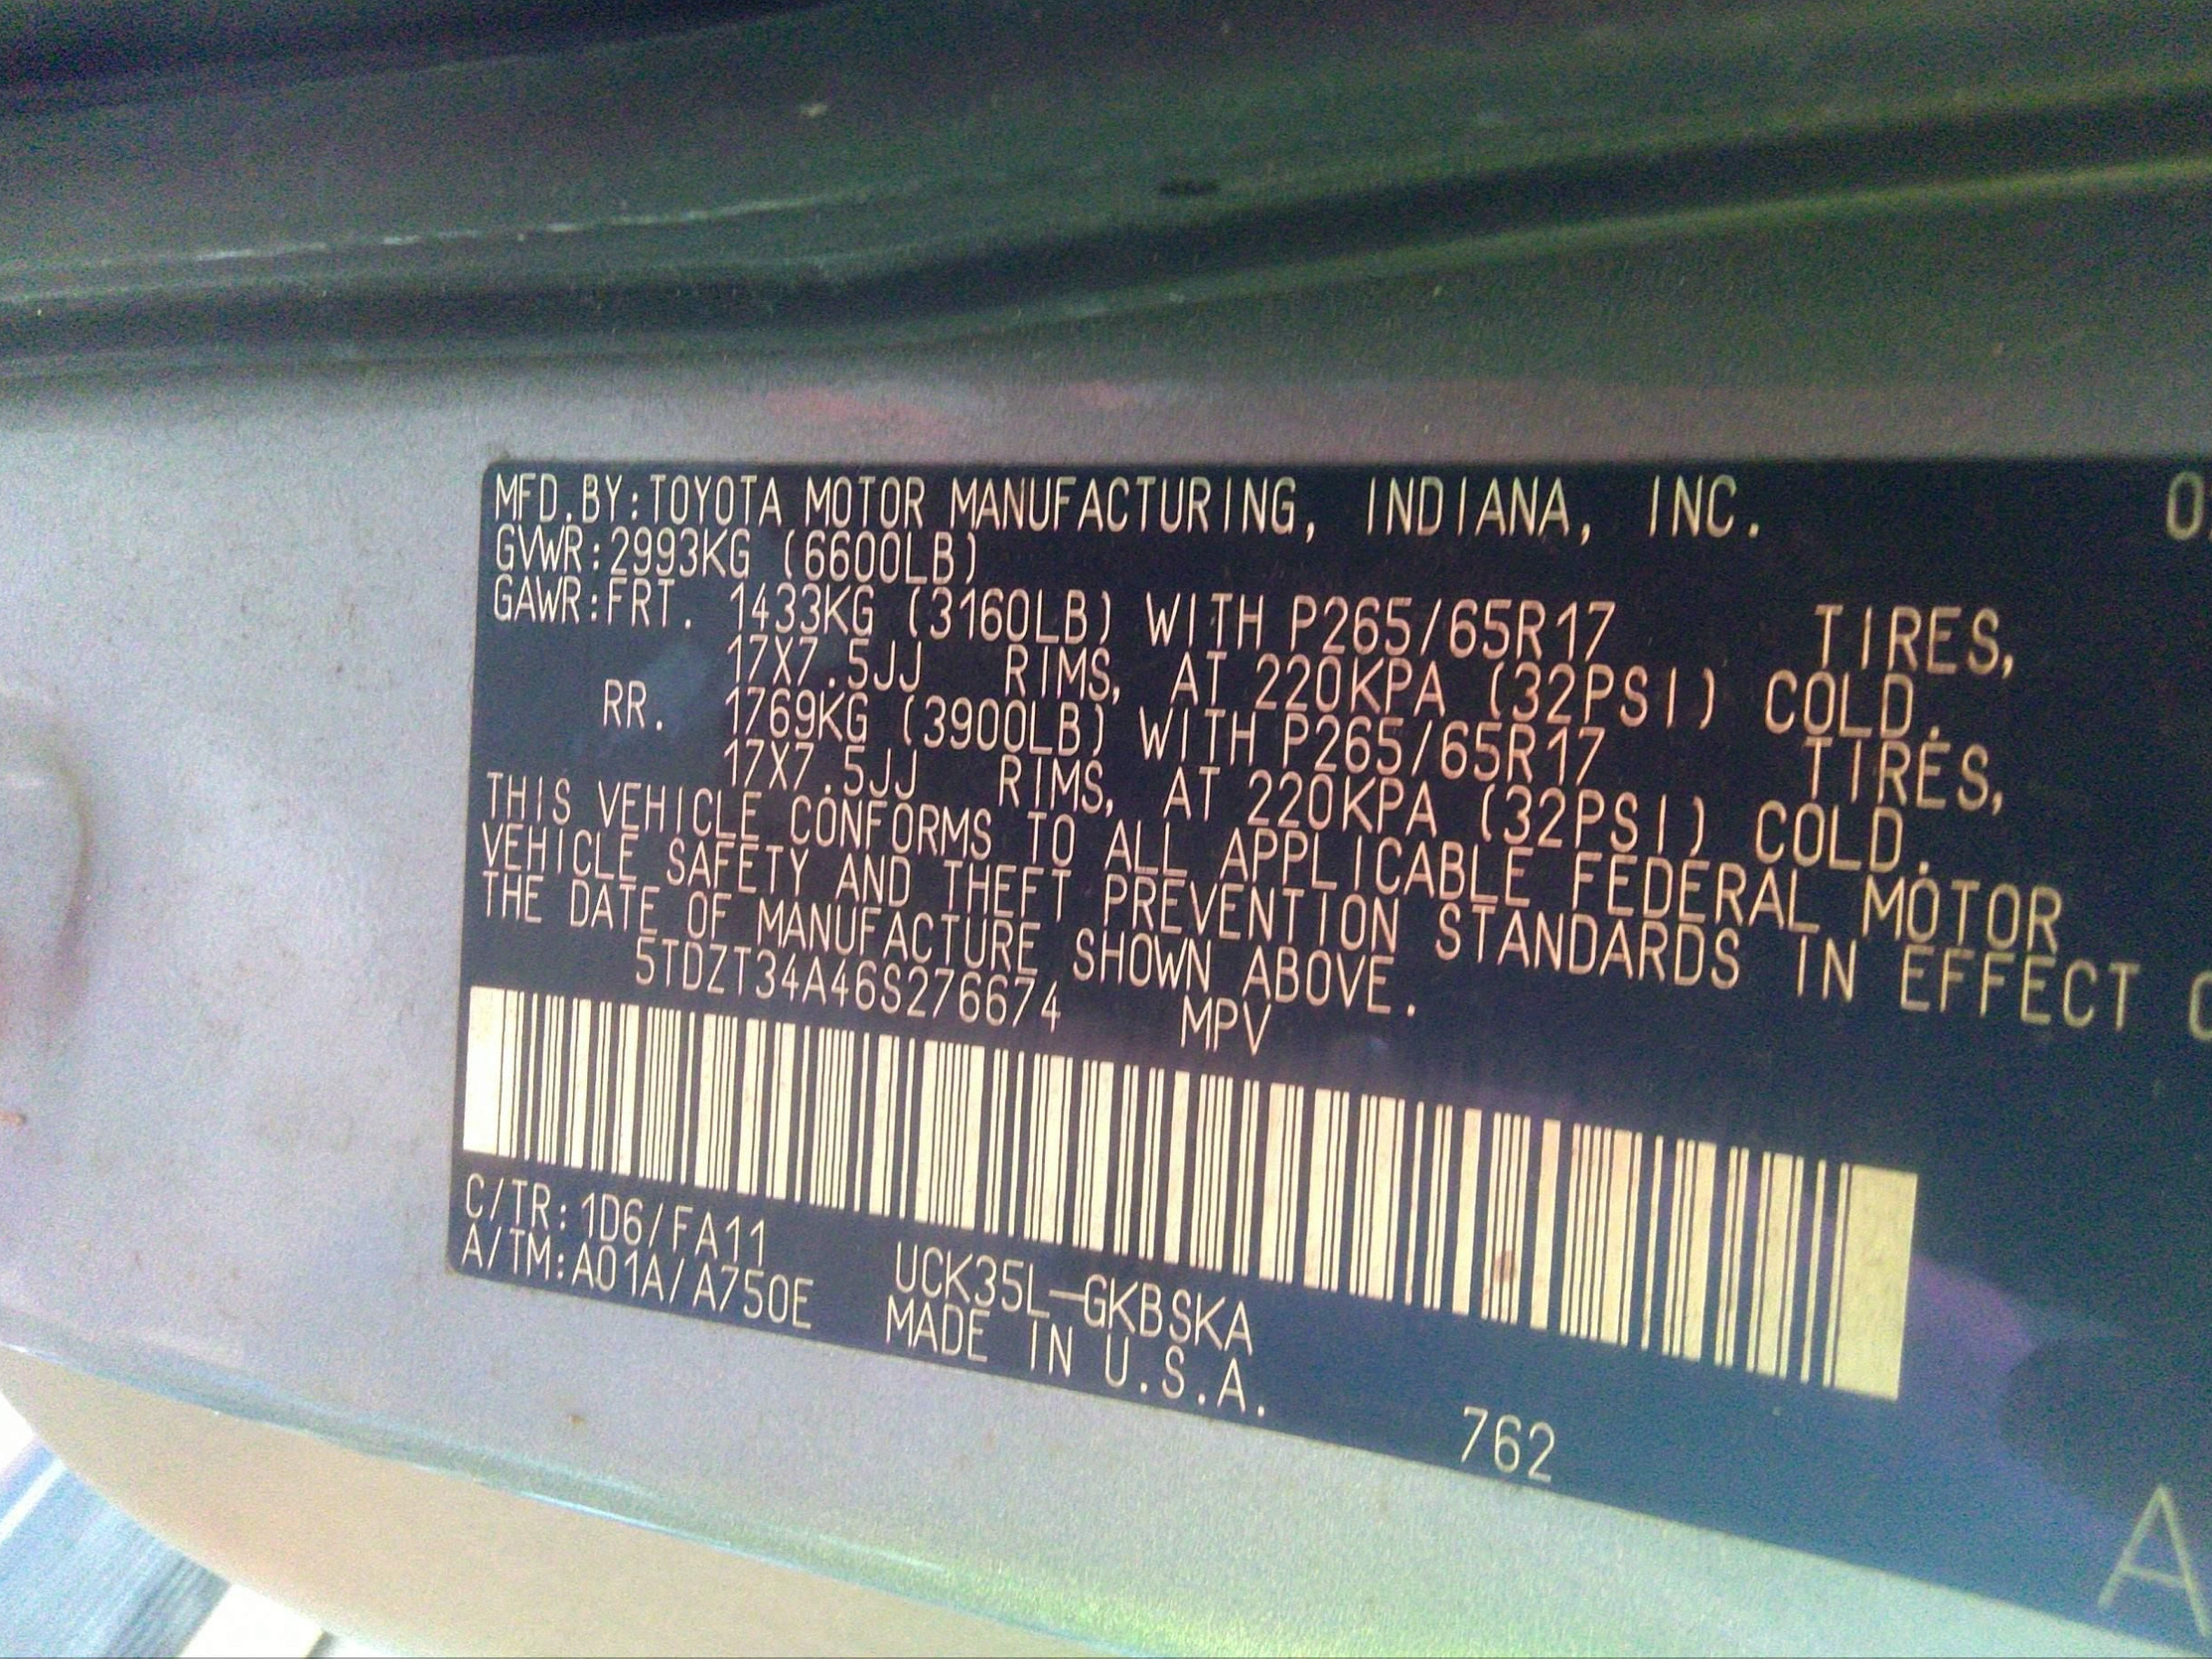 MFD.BY:TOYOTA MOTOR MANUFACTURING, INDIANA, INC.
GVWR:2993KG (6600LB)
GAWR:FRT. 1433KG (3160LB) WITH P265/65R17 TIRES,
17X7.5JJ RIMS, AT 220KPA (32PSI) COLD.
RR. 1769KG (3900LB) WITH P265/65R17 TIRES,
17X7.5JJ RIMS, AT 220KPA (32PSI) COLD.
THIS VEHICLE CONFORMS TO ALL APPLICABLE FEDERAL MOTOR
VEHICLE SAFETY AND THEFT PREVENTION STANDARDS IN EFFECT
THE DATE OF MANUFACTURE SHOWN ABOVE.
5TDZT34A46S276674 MPV
C/TR:1D6/FA11 UCK35L-GKBSKA
A/TM:A01A/A750E MADE IN U.S.A.
762
A